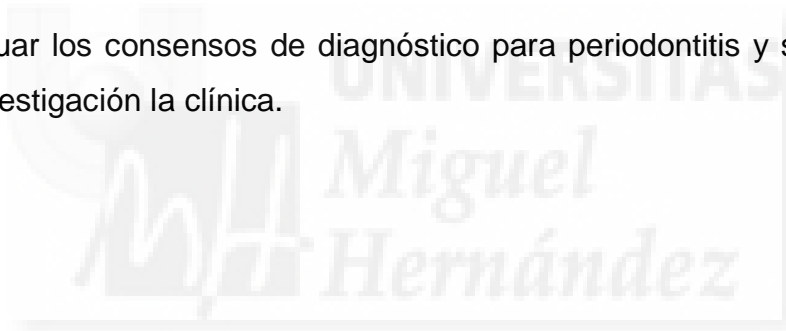 uar los consensos de diagnóstico para periodontitis y s
estigación la clínica.
UNIVERSITAS
Miguel
Hernández